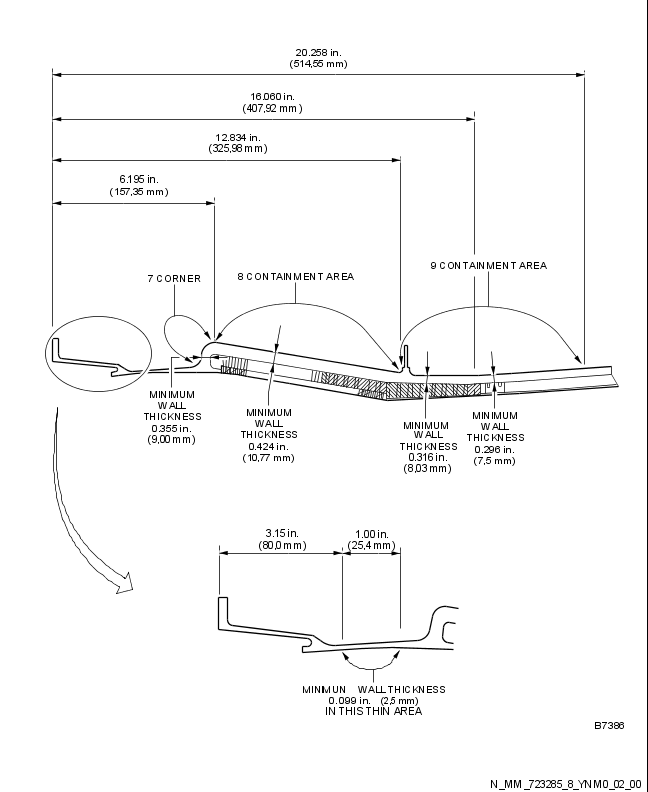 20.258 in.
(514,55 mm)
16.060 in.
(407,92 mm)
12.834 in.
(325,98 mm)
6.195 in.
(157,35 mm)
7 CORNER
8 CONTAINMENT AREA
9 CONTAINMENT AREA
MINIMUM
WALL
THICKNESS
0.355 in.
(9,00 mm)
MINIMUM
WALL
THICKNESS
0.424 in.
(10,77 mm)
MINIMUM
WALL
THICKNESS
0.316 in.
(8,03 mm)
MINIMUM
WALL
THICKNESS
0.296 in.
(7,5 mm)
3.15 in.
(80,0 mm)
1.00 in.
(25,4 mm)
MINIMUN WALL THICKNESS
0.099 in. (2,5 mm)
IN THIS THIN AREA
B7386
N_MM_723285_8_YNM0_02_00